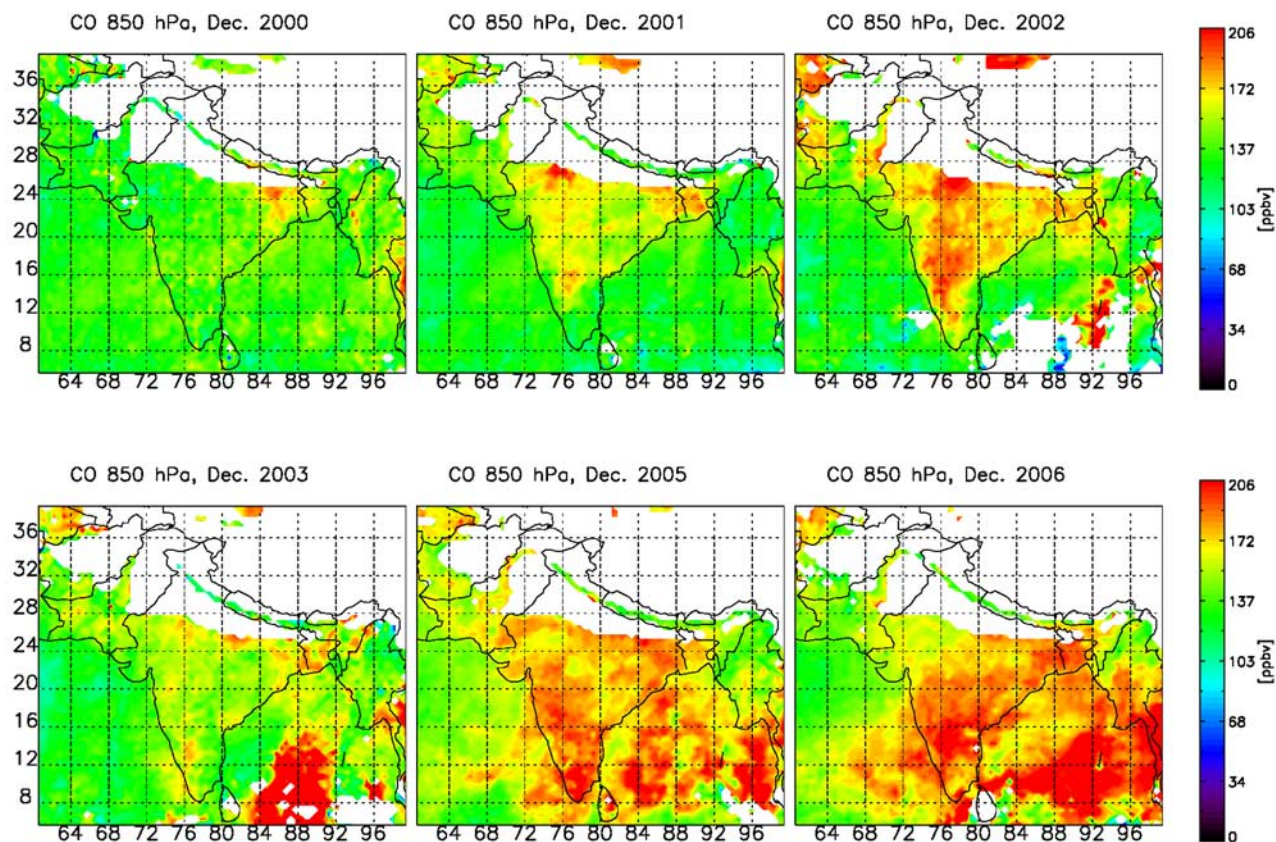 CO 850 hPa, Dec. 2000
CO 850 hPa, Dec. 2001
CO 850 hPa, Dec. 2002
36
32
28
24
20
16
12
8
64 68 72 76 80 84 88 92 96
64 68 72 76 80 84 88 92 96
64 68 72 76 80 84 88 92 96
206
172
137
103
68
34
0
[ppbv]
CO 850 hPa, Dec. 2003
CO 850 hPa, Dec. 2005
CO 850 hPa, Dec. 2006
36
32
28
24
20
16
12
8
64 68 72 76 80 84 88 92 96
64 68 72 76 80 84 88 92 96
64 68 72 76 80 84 88 92 96
206
172
137
103
68
34
0
[ppbv]